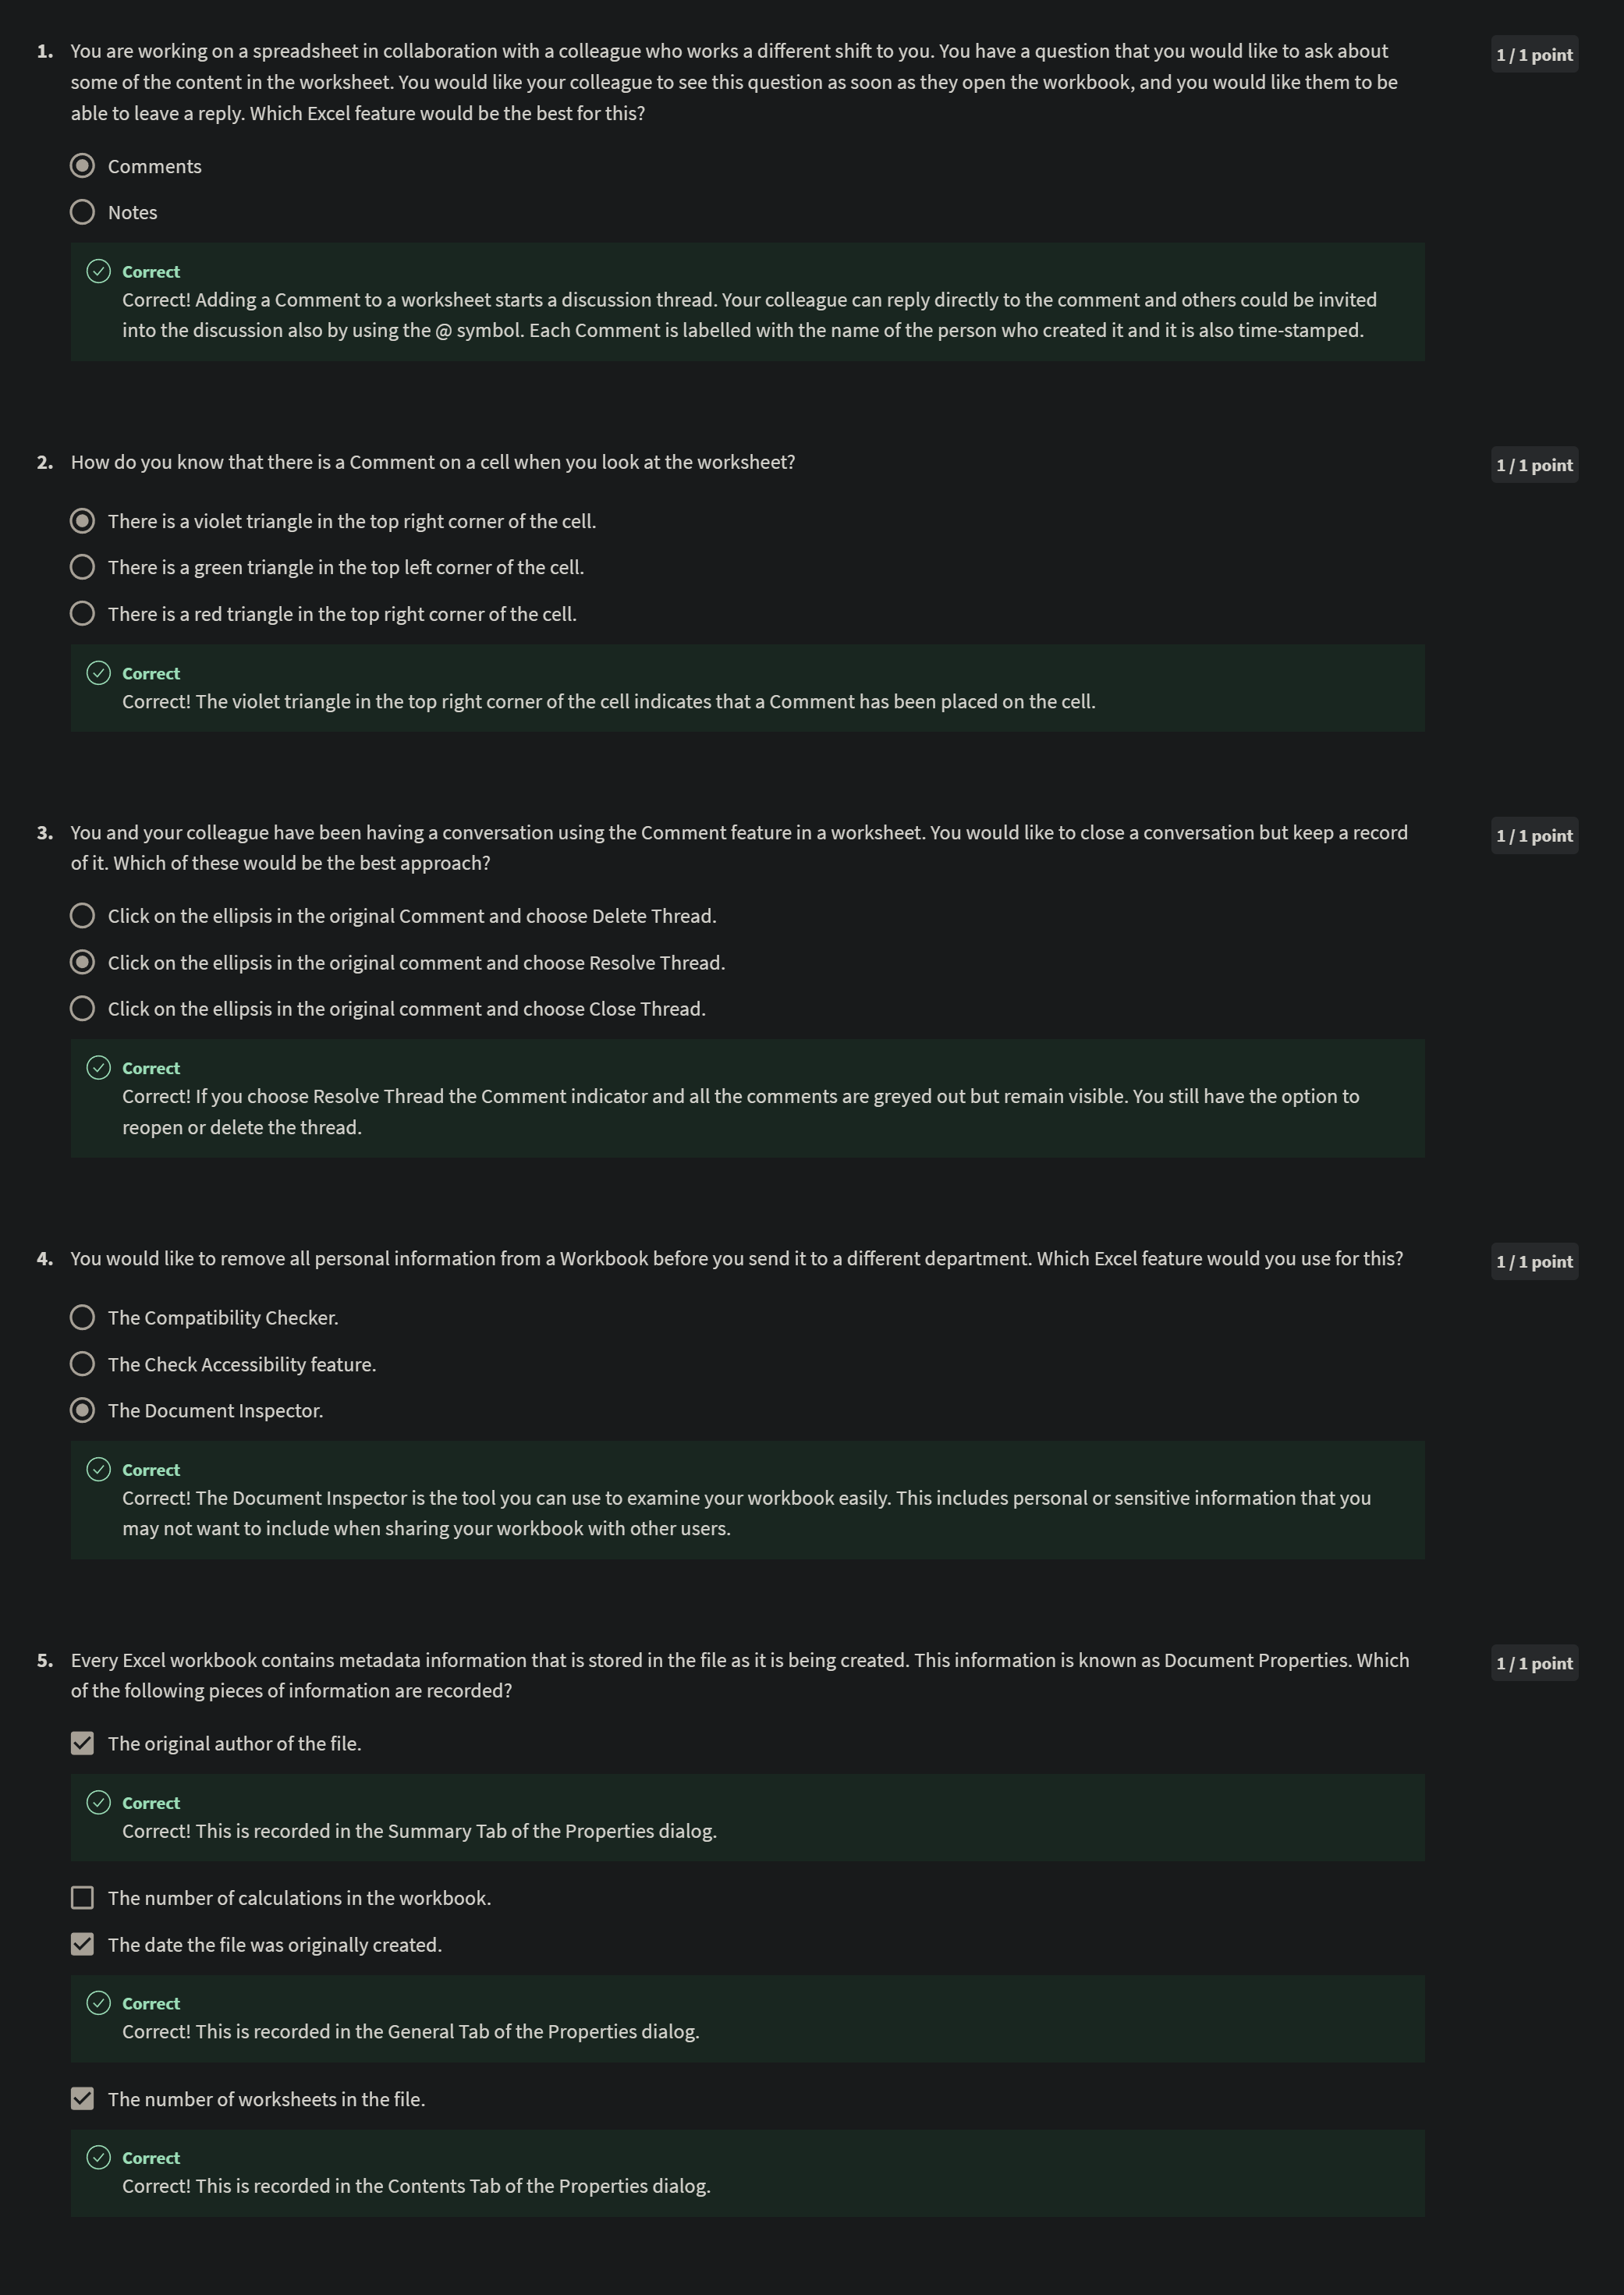 1. You are working on a spreadsheet in collaboration with a colleague who works a different shift to you. You have a question that you would like to ask about
1 / 1 point
some of the content in the worksheet. You would like your colleague to see this question as soon as they open the workbook, and you would like them to be
able to leave a reply. Which Excel feature would be the best for this?
Comments
Notes
Correct
Correct! Adding a Comment to a worksheet starts a discussion thread. Your colleague can reply directly to the comment and others could be invited
into the discussion also by using the @ symbol. Each Comment is labelled with the name of the person who created it and it is also time-stamped.
2. How do you know that there is a Comment on a cell when you look at the worksheet?
1 / 1 point
There is a violet triangle in the top right corner of the cell.
There is a green triangle in the top left corner of the cell.
There is a red triangle in the top right corner of the cell.
Correct
Correct! The violet triangle in the top right corner of the cell indicates that a Comment has been placed on the cell.
3. You and your colleague have been having a conversation using the Comment feature in a worksheet. You would like to close a conversation but keep a record
1 / 1 point
of it. Which of these would be the best approach?
Click on the ellipsis in the original Comment and choose Delete Thread.
Click on the ellipsis in the original comment and choose Resolve Thread.
Click on the ellipsis in the original comment and choose Close Thread.
Correct
Correct! If you choose Resolve Thread the Comment indicator and all the comments are greyed out but remain visible. You still have the option to
reopen or delete the thread.
4. You would like to remove all personal information from a Workbook before you send it to a different department. Which Excel feature would you use for this?
1 / 1 point
The Compatibility Checker.
The Check Accessibility feature.
The Document Inspector.
Correct
Correct! The Document Inspector is the tool you can use to examine your workbook easily. This includes personal or sensitive information that you
may not want to include when sharing your workbook with other users.
5. Every Excel workbook contains metadata information that is stored in the file as it is being created. This information is known as Document Properties. Which
1 / 1 point
of the following pieces of information are recorded?
The original author of the file.
Correct
Correct! This is recorded in the Summary Tab of the Properties dialog.
The number of calculations in the workbook.
The date the file was originally created.
Correct
Correct! This is recorded in the General Tab of the Properties dialog.
The number of worksheets in the file.
Correct
Correct! This is recorded in the Contents Tab of the Properties dialog.